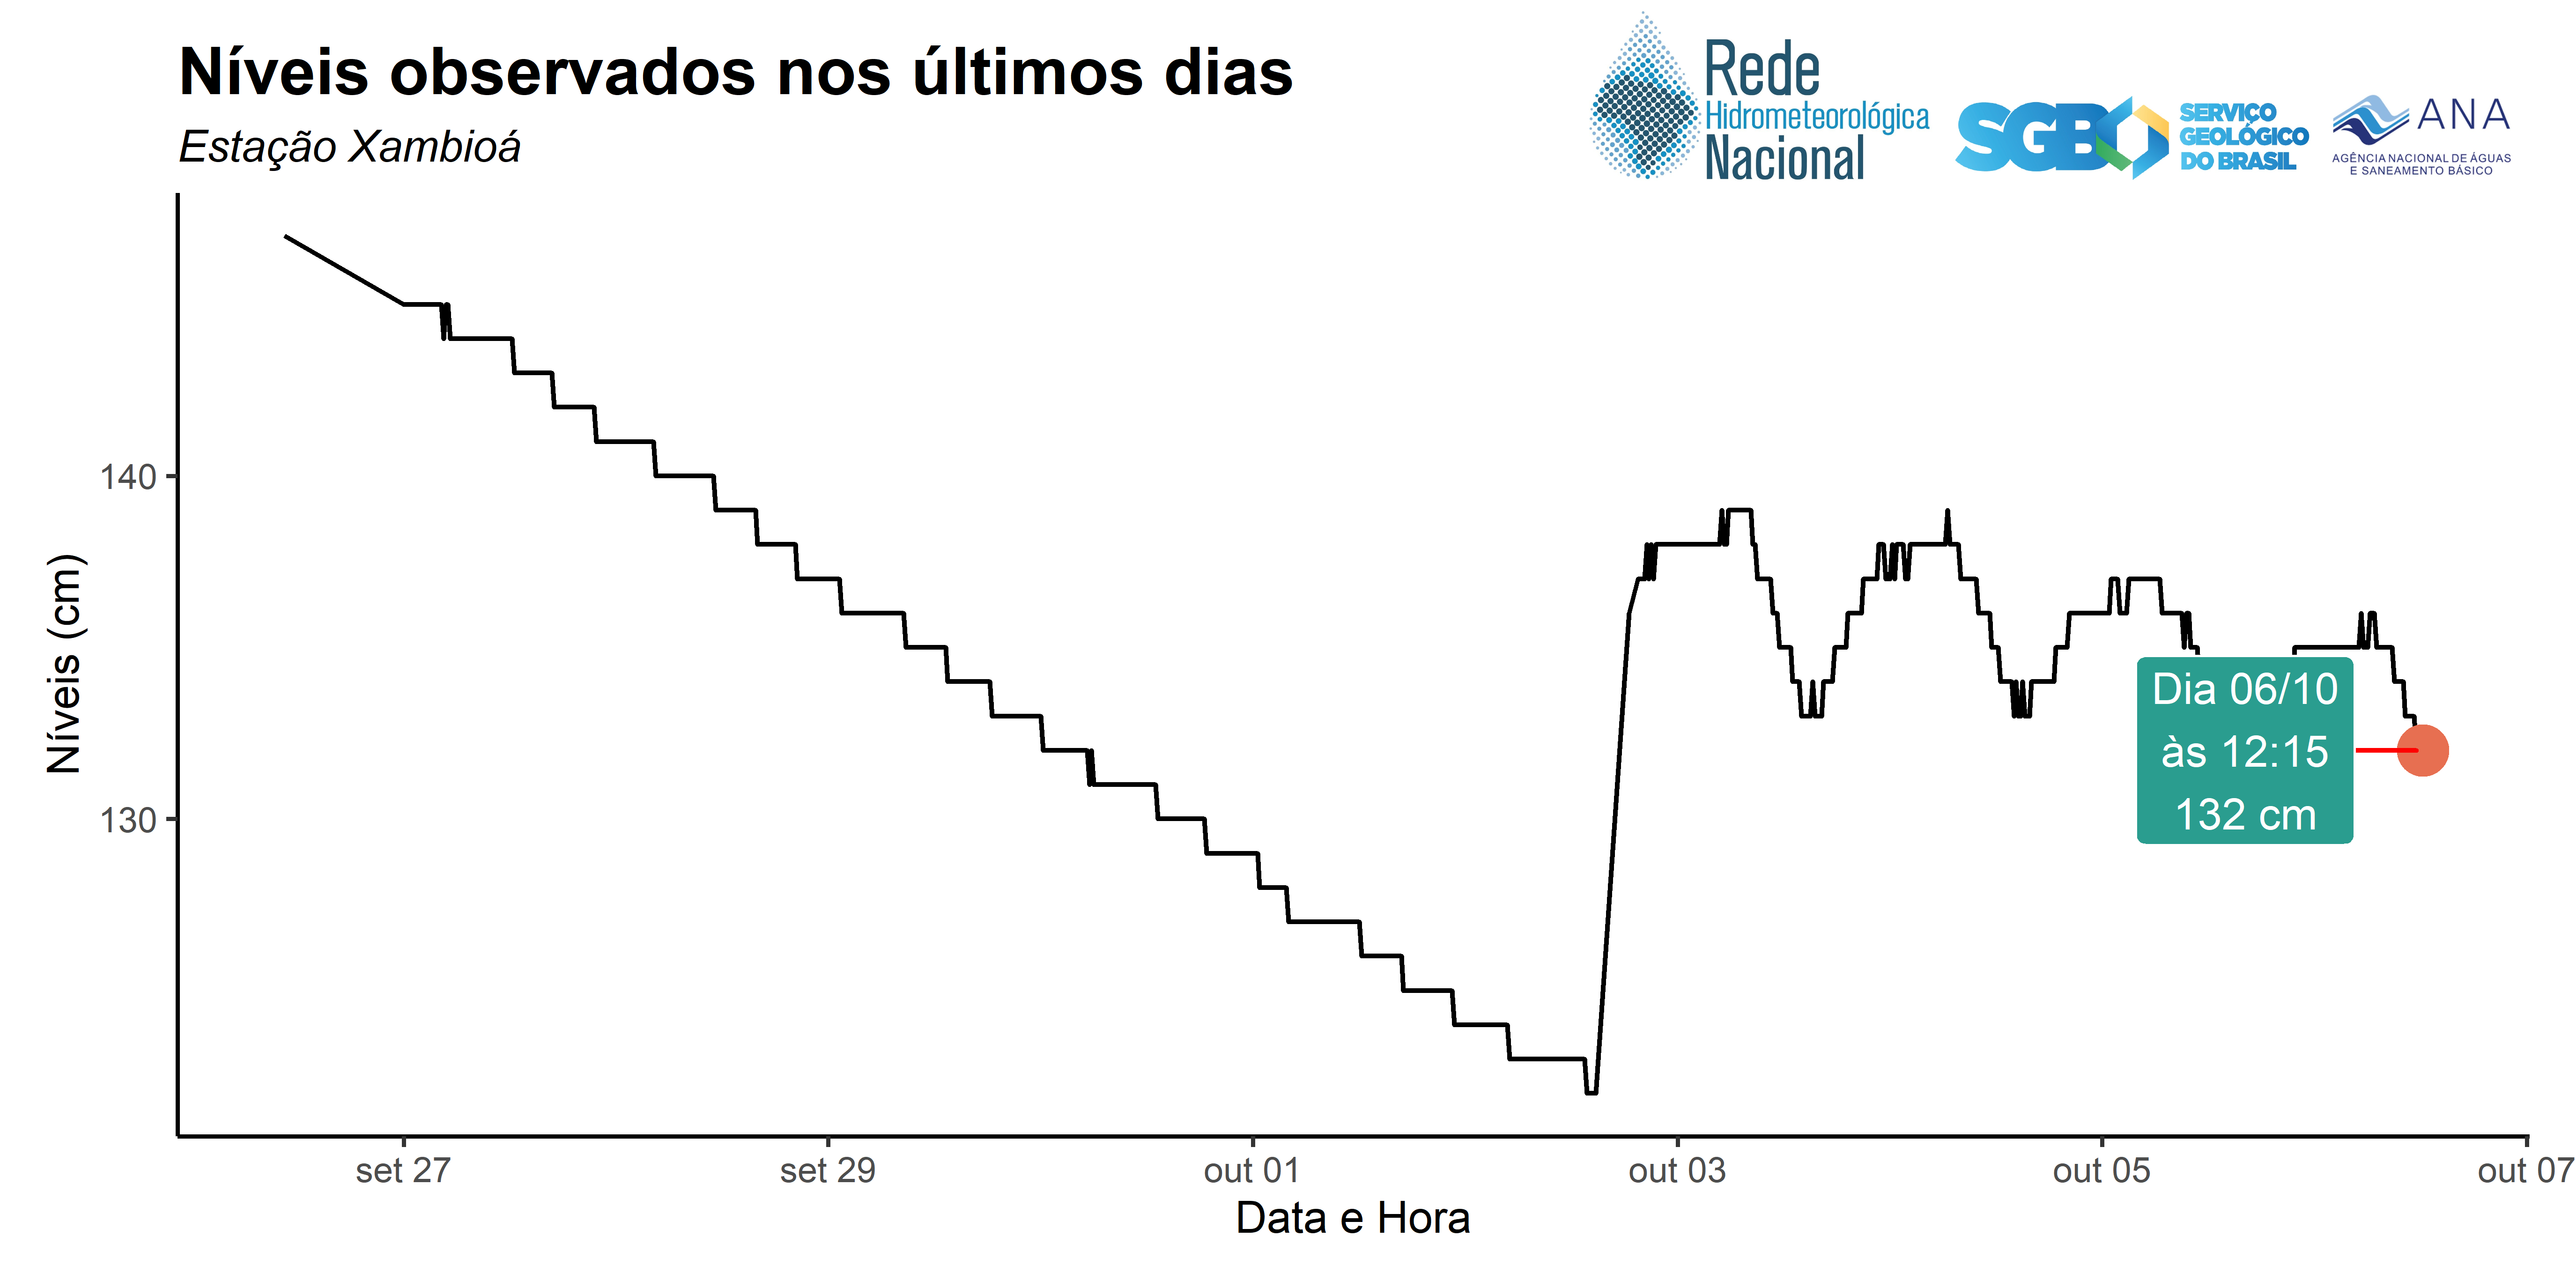 Níveis observados nos últimos dias
Estação Xambioá
Rede
Hidrometeorológica
Nacional
SGB
SERVIÇO
GEOLÓGICO
DO BRASIL
ANA
AGÊNCIA NACIONAL DE ÁGUAS
E SANEAMENTO BÁSICO
Níveis (cm)
140
130
Dia 06/10
às 12:15
132 cm
set 27
set 29
out 01
out 03
out 05
out 07
Data e Hora